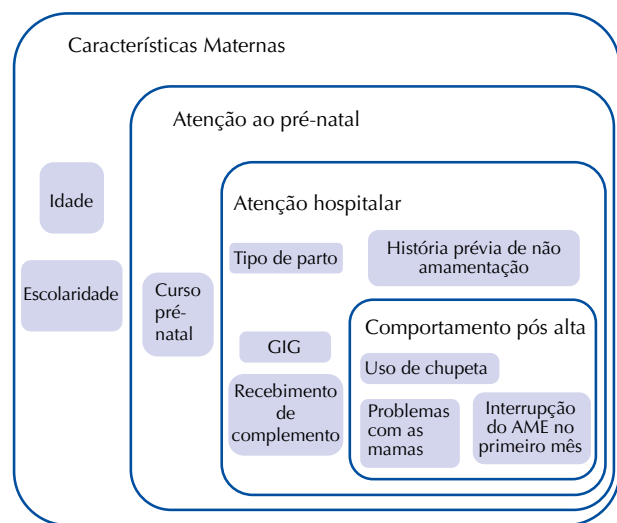 Características Maternas
Atenção ao pré-natal
Atenção hospitalar
Idade
Tipo de parto
História prévia de não
amamentação
Escolaridade
Curso
pré-
natal
GIG
Recebimento
de
complemento
Comportamento pós alta
Uso de chupeta
Problemas
com as
mamas
Interrupção
do AME no
primeiro mês